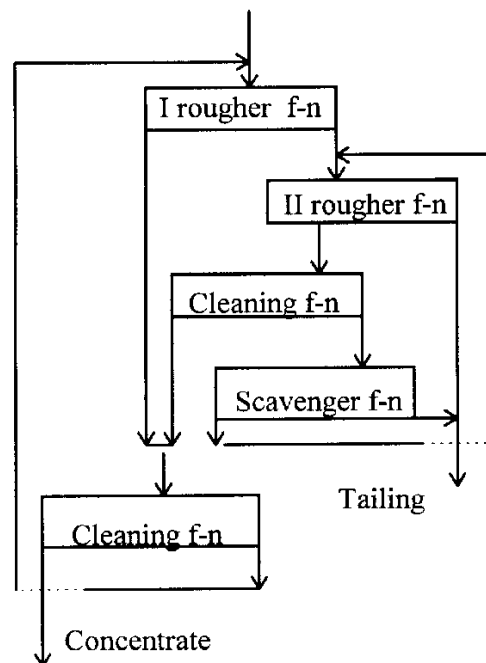 I rougher f-n
II rougher f-n
Cleaning f-n
Scavenger f-n
Tailing
Cleaning f-n
Concentrate